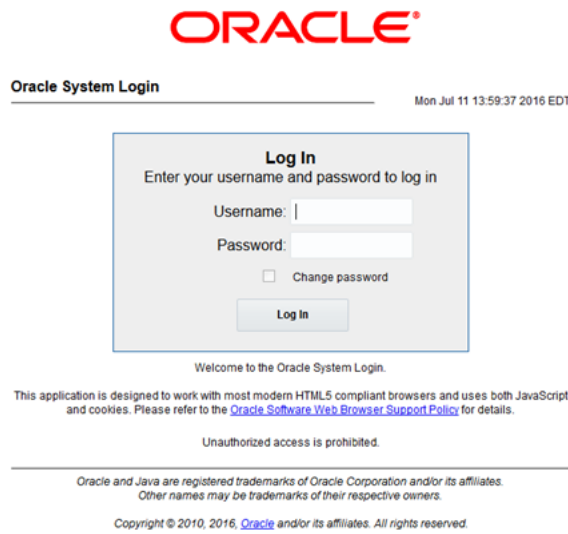 ORACLE®
Oracle System Login
Mon Jul 11 13:59:37 2016 EDT
Log In
Enter your username and password to log in
Username:
Password:
Change password
Log In
Welcome to the Oracle System Login.
This application is designed to work with most modern HTML5 compliant browsers and uses both JavaScript
and cookies. Please refer to the Oracle Software Web Browser Support Policy for details.
Unauthorized access is prohibited.
Oracle and Java are registered trademarks of Oracle Corporation and/or its affiliates.
Other names may be trademarks of their respective owners.
Copyright © 2010, 2016, Oracle and/or its affiliates. All rights reserved.